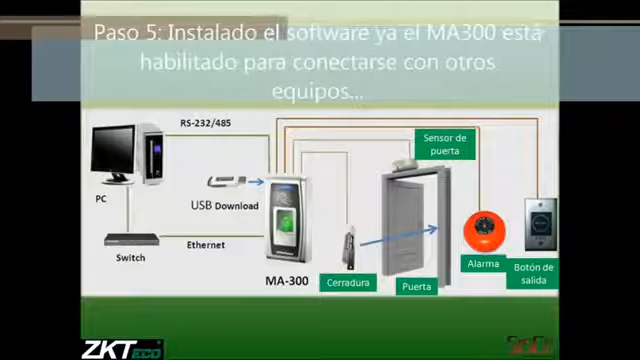 Paso 5: Instalado el software ya el MA300 está
habilitado para conectarse con otros
equipos...
RS-232/485
Sensor de
puerta
PC
USB Download
Switch
Ethernet
MA-300
Cerradura
Puerta
Alarma
Botón de
salida
ZKTeco